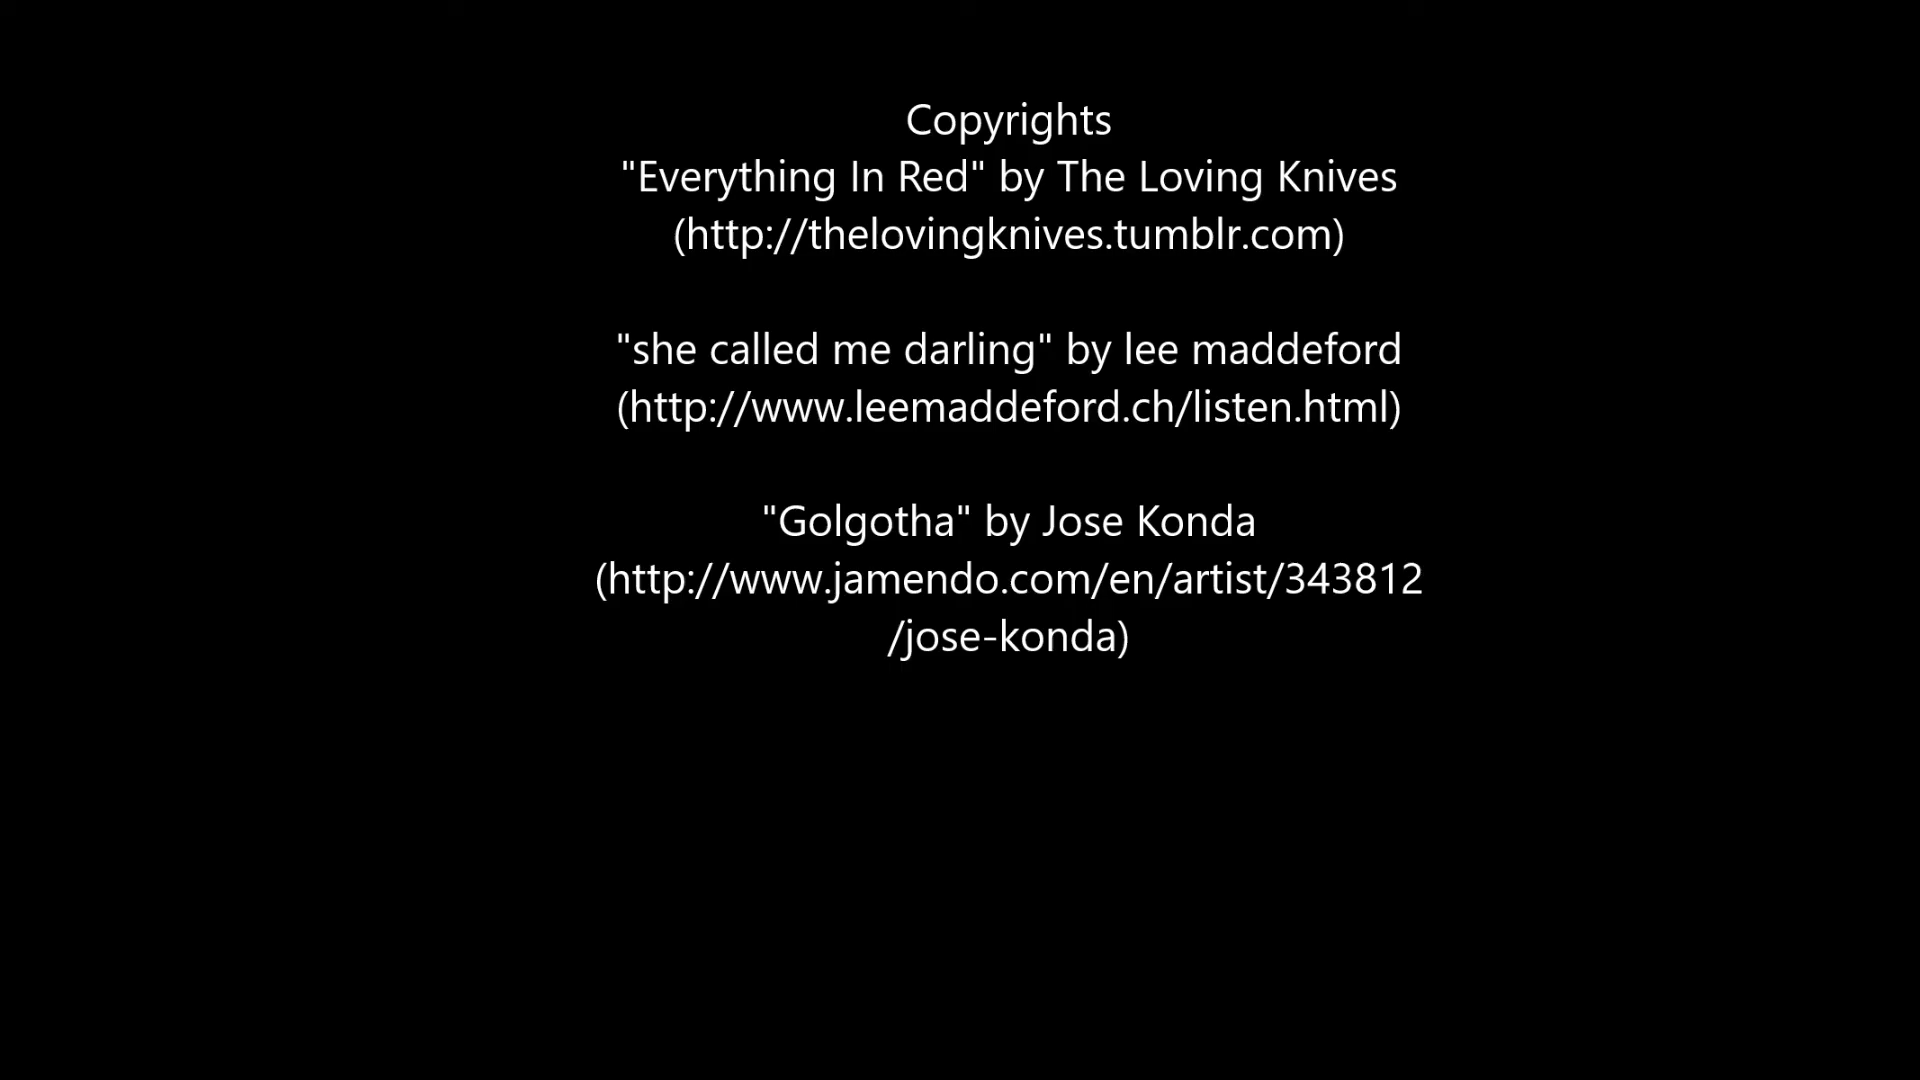 Copyrights
"Everything In Red" by The Loving Knives
(http://thelovingknives.tumblr.com)
"she called me darling" by lee maddeford
(http://www.leemaddeford.ch/listen.html)
"Golgotha" by Jose Konda
(http://www.jamendo.com/en/artist/343812
/jose-konda)